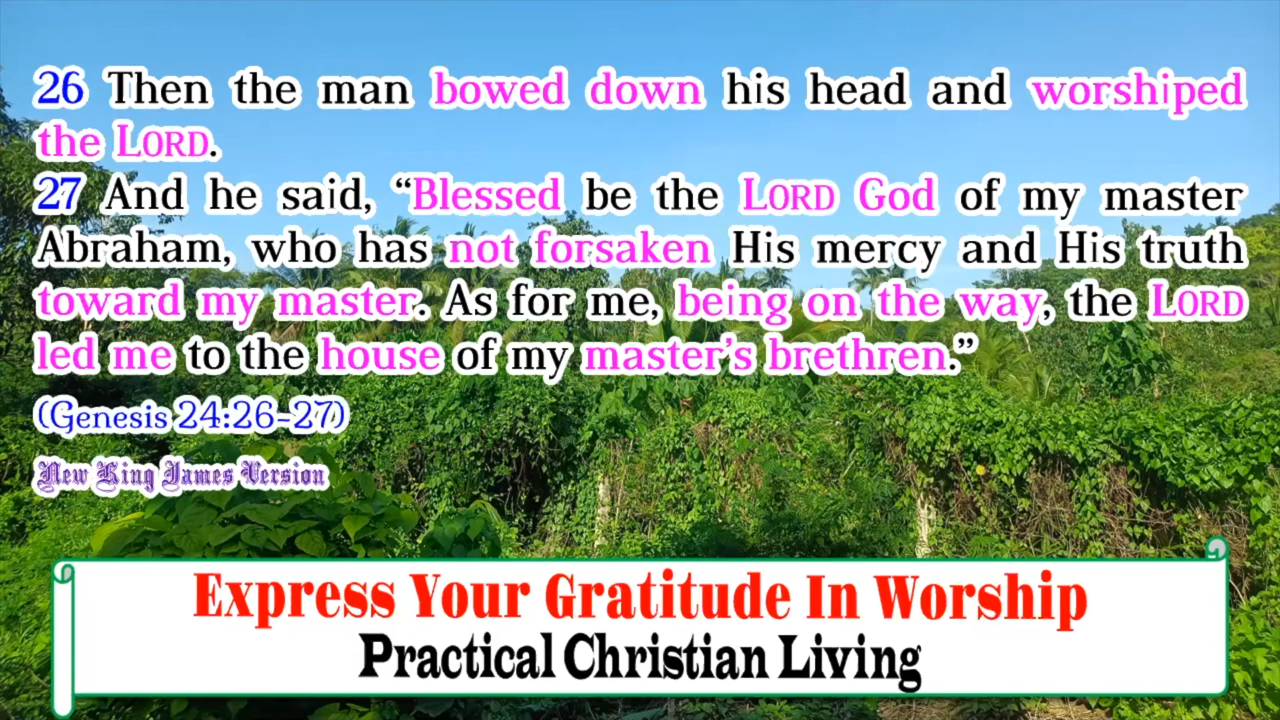 26 Then the man bowed down his head and worshiped
the LORD.
27 And he said, “Blessed be the LORD God of my master
Abraham, who has not forsaken His mercy and His truth
toward my master. As for me, being on the way, the LORD
led me to the house of my master’s brethren.”
(Genesis 24:26-27)
New King James Version
Express Your Gratitude In Worship
Practical Christian Living